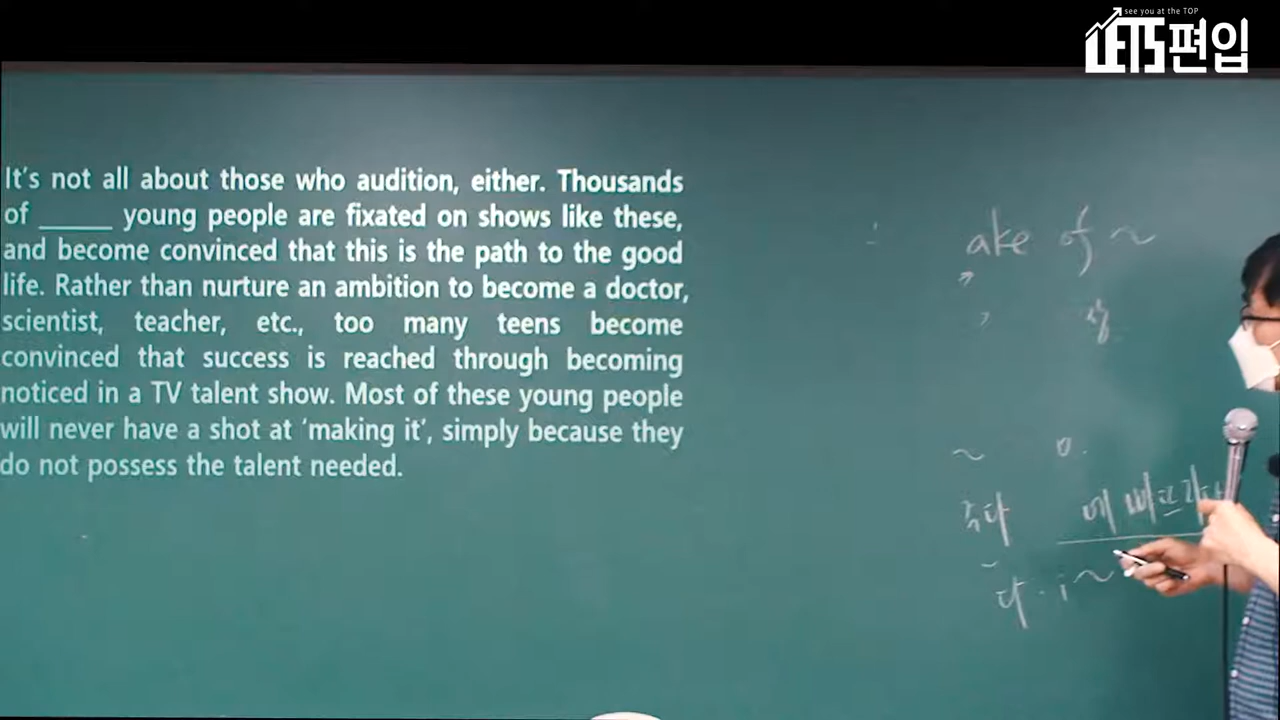 see you at the TOP
LETS편입
It's not all about those who audition, either. Thousands
of _____ young people are fixated on shows like these,
and become convinced that this is the path to the good
life. Rather than nurture an ambition to become a doctor,
scientist, teacher, etc., too many teens become
convinced that success is reached through becoming
noticed in a TV talent show. Most of these young people
will never have a shot at 'making it', simply because they
do not possess the talent needed.
ake of ~